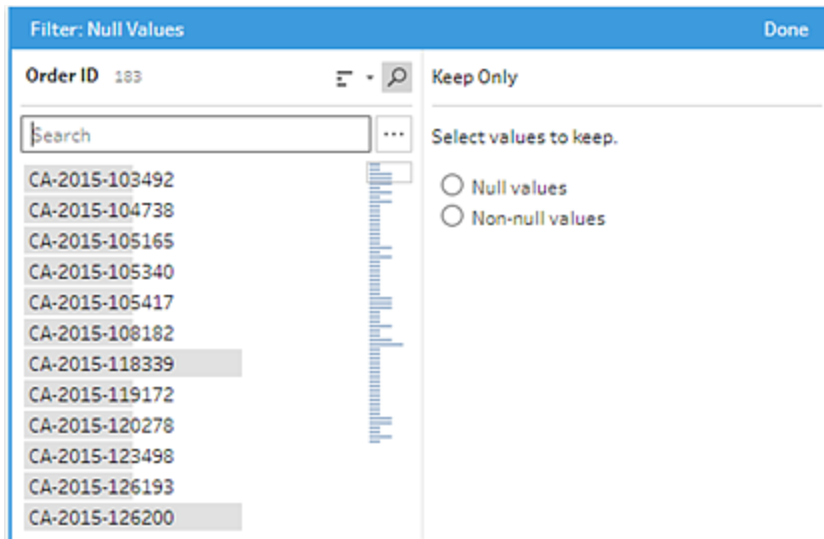 Filter: Null Values Done
Order ID 183
Search ...
CA-2015-103492
CA-2015-104738
CA-2015-105165
CA-2015-105340
CA-2015-105417
CA-2015-108182
CA-2015-118339
CA-2015-119172
CA-2015-120278
CA-2015-123498
CA-2015-126193
CA-2015-126200
Keep Only
Select values to keep.
Null values
Non-null values